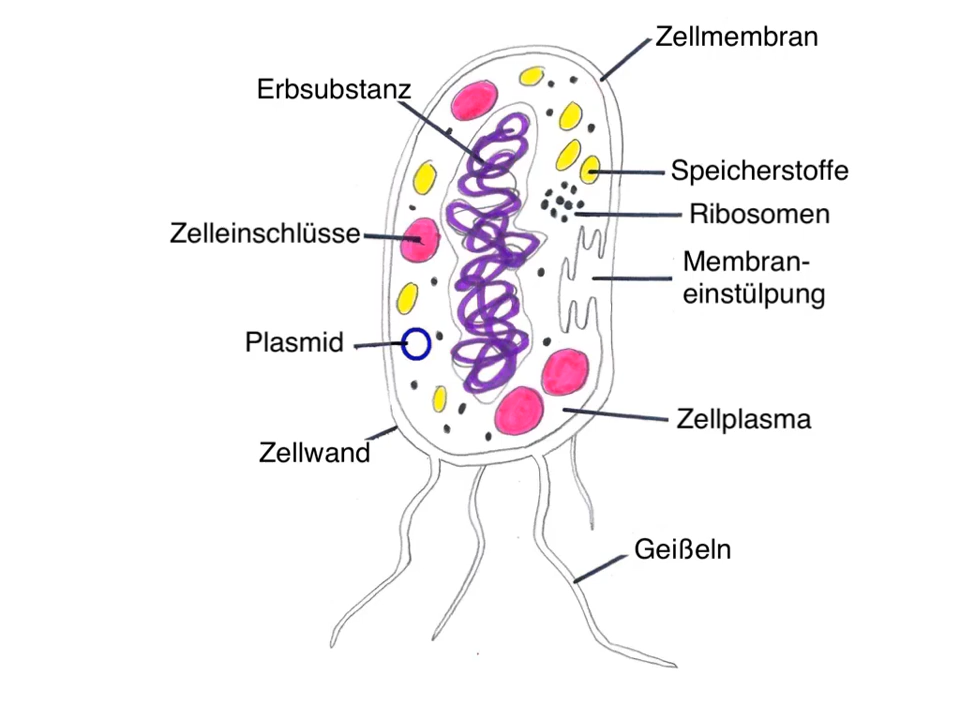 Zellmembran
Erbsubstanz
Speicherstoffe
Ribosomen
Zelleinschlüsse
Membran-
einstülpung
Plasmid
Zellplasma
Zellwand
Geißeln